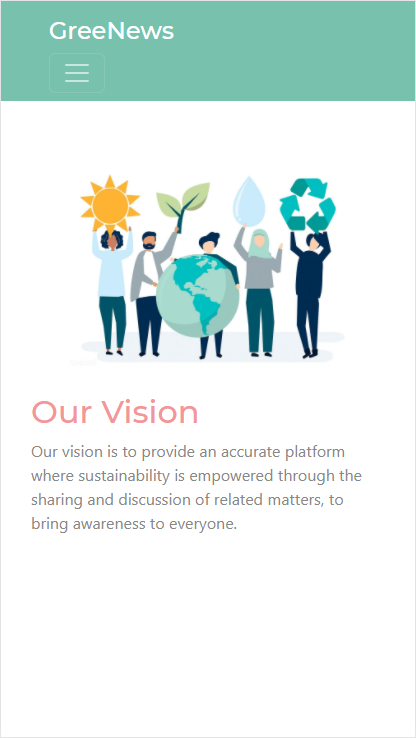 GreeNews
Our Vision
Our vision is to provide an accurate platform
where sustainability is empowered through the
sharing and discussion of related matters, to
bring awareness to everyone.